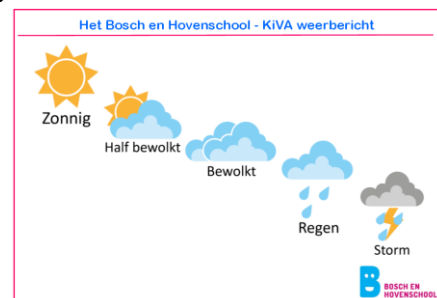 Het Bosch en Hovenschool - KiVA weerbericht
Zonnig
Half bewolkt
Bewolkt
Regen
Storm
BOSCH EN
HOVENSCHOOL